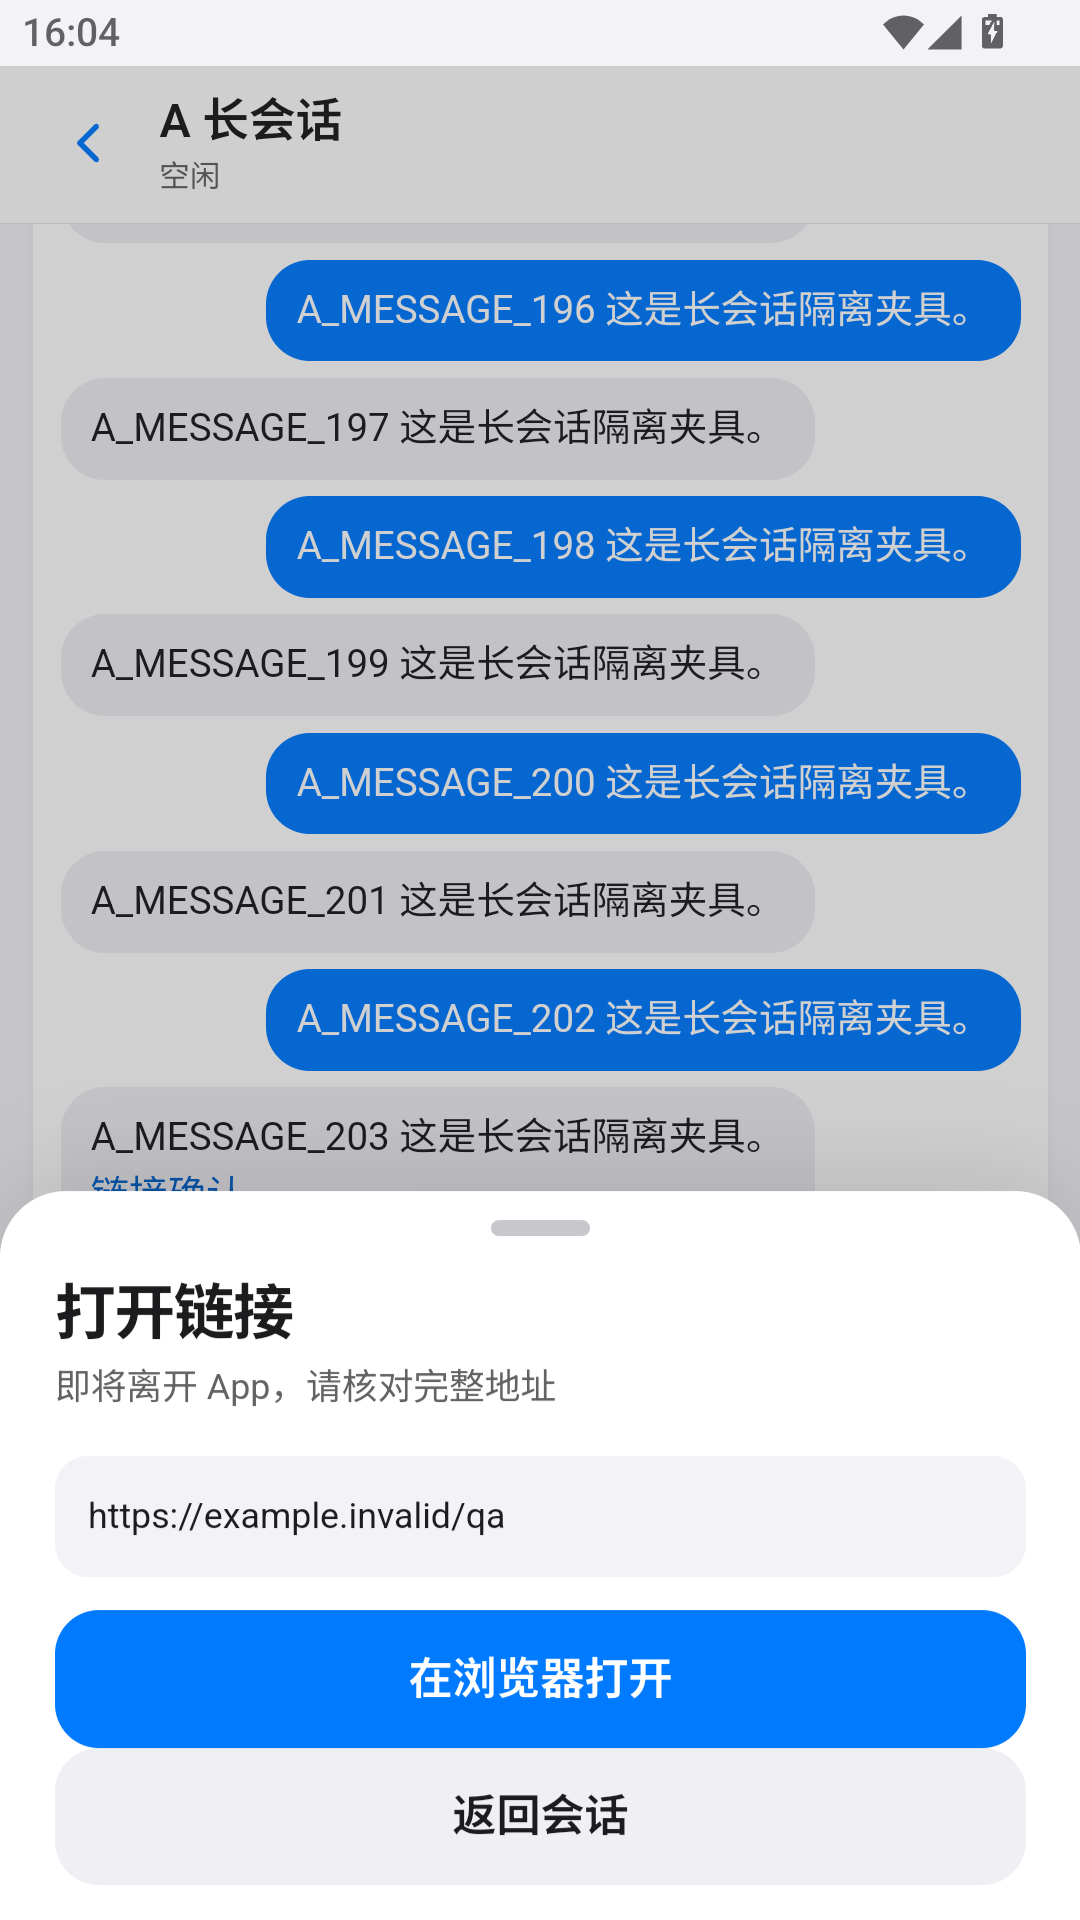 16:04
A 长会话
空闲
A_MESSAGE_196 这是长会话隔离夹具。
A_MESSAGE_197 这是长会话隔离夹具。
A_MESSAGE_198 这是长会话隔离夹具。
A_MESSAGE_199 这是长会话隔离夹具。
A_MESSAGE_200 这是长会话隔离夹具。
A_MESSAGE_201 这是长会话隔离夹具。
A_MESSAGE_202 这是长会话隔离夹具。
A_MESSAGE_203 这是长会话隔离夹具。
链接确认
打开链接
即将离开 App，请核对完整地址
https://example.invalid/qa
在浏览器打开
返回会话